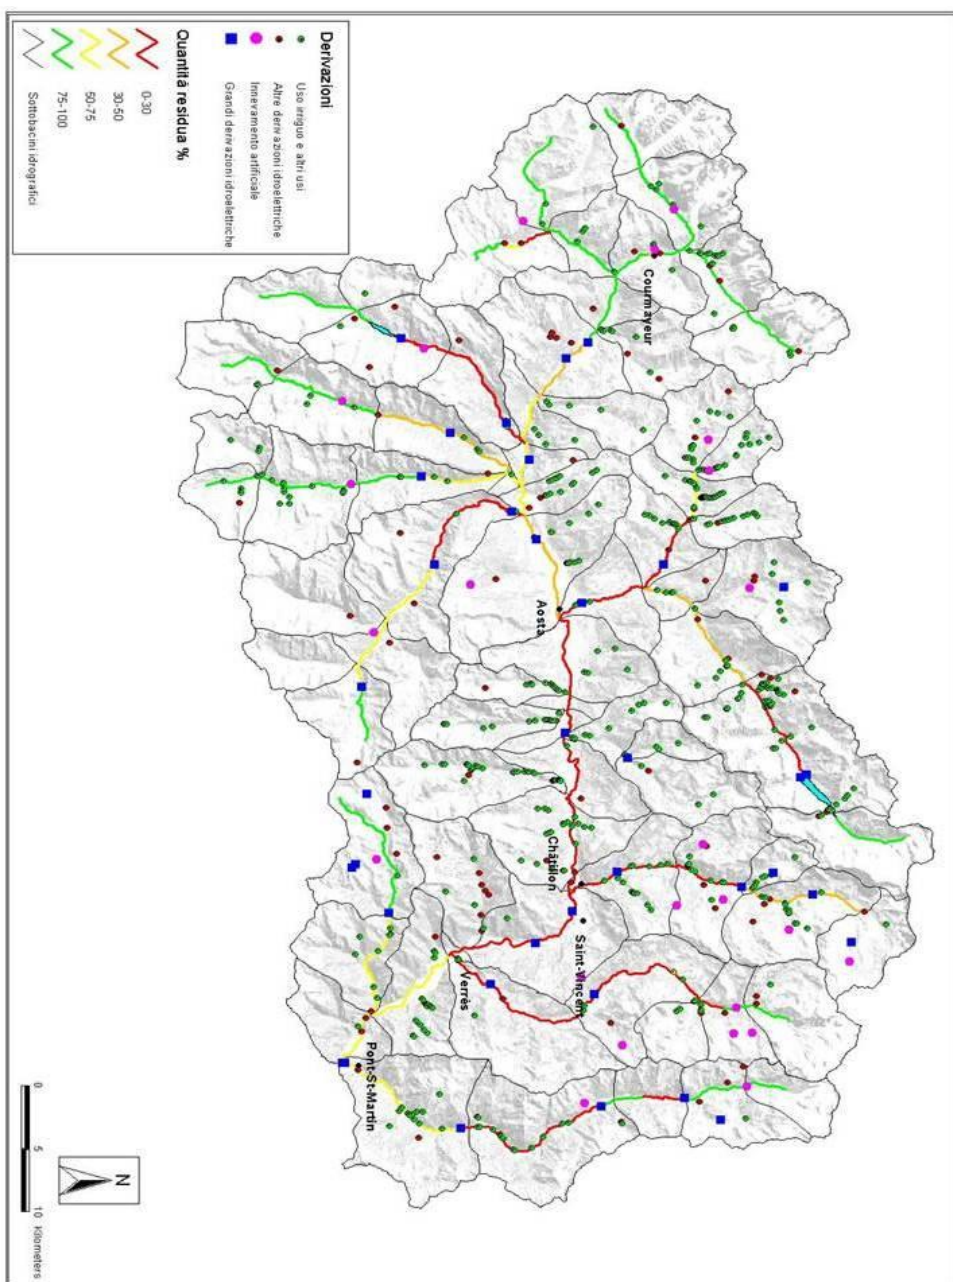 Derivazioni
Uso irriguo e altri usi
Altre derivazioni idroelettriche
Innevamento artificiale
Grandi derivazioni idroelettriche
Quantità residua %
0-30
30-50
50-75
75-100
Sottobacini idrografici
Courmayeur
Aosta
Châtillon
Saint-Vincent
Verrès
Pont-St-Martin
N
0 5 10 Kilometers